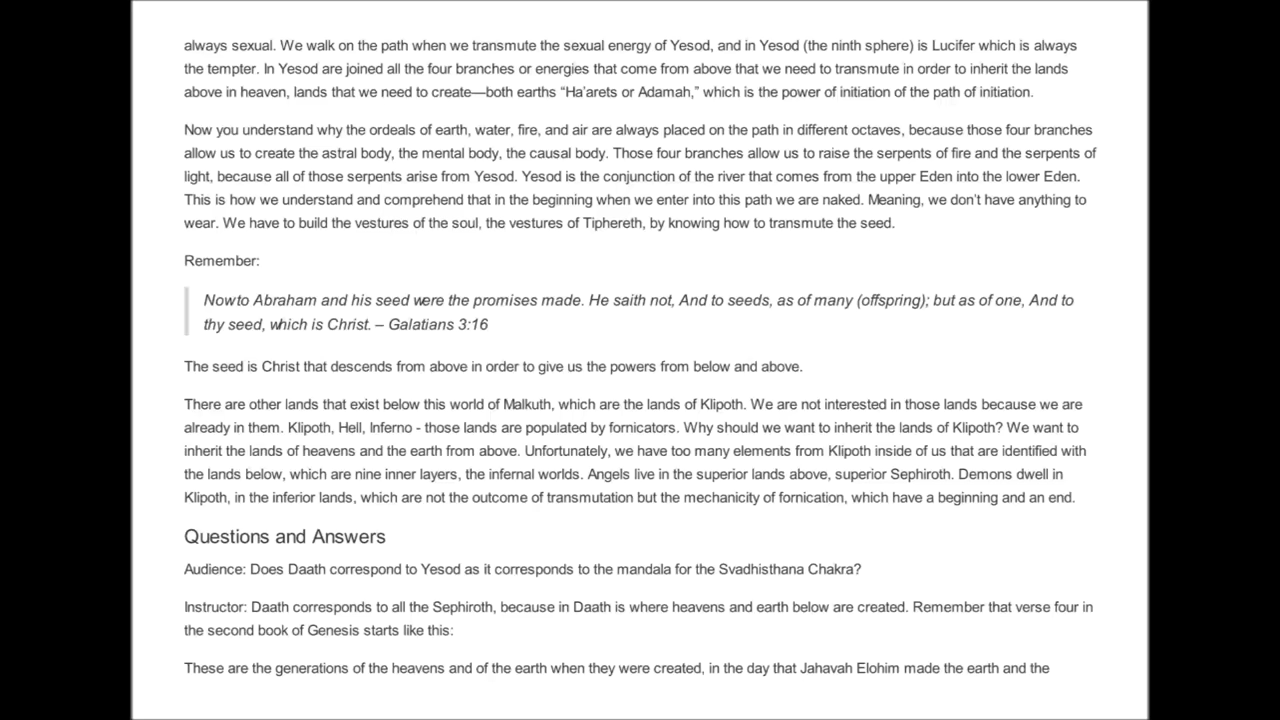 always sexual. We walk on the path when we transmute the sexual energy of Yesod, and in Yesod (the ninth sphere) is Lucifer which is always
the tempter. In Yesod are joined all the four branches or energies that come from above that we need to transmute in order to inherit the lands
above in heaven, lands that we need to create—both earths “Ha’arets or Adamah,” which is the power of initiation of the path of initiation.
Now you understand why the ordeals of earth, water, fire, and air are always placed on the path in different octaves, because those four branches
allow us to create the astral body, the mental body, the causal body. Those four branches allow us to raise the serpents of fire and the serpents of
light, because all of those serpents arise from Yesod. Yesod is the conjunction of the river that comes from the upper Eden into the lower Eden.
This is how we understand and comprehend that in the beginning when we enter into this path we are naked. Meaning, we don’t have anything to
wear. We have to build the vestures of the soul, the vestures of Tiphereth, by knowing how to transmute the seed.
Remember:
Now to Abraham and his seed were the promises made. He saith not, And to seeds, as of many (offspring); but as of one, And to
thy seed, which is Christ. – Galatians 3:16
The seed is Christ that descends from above in order to give us the powers from below and above.
There are other lands that exist below this world of Malkuth, which are the lands of Klipoth. We are not interested in those lands because we are
already in them. Klipoth, Hell, Inferno - those lands are populated by fornicators. Why should we want to inherit the lands of Klipoth? We want to
inherit the lands of heavens and the earth from above. Unfortunately, we have too many elements from Klipoth inside of us that are identified with
the lands below, which are nine inner layers, the infernal worlds. Angels live in the superior lands above, superior Sephiroth. Demons dwell in
Klipoth, in the inferior lands, which are not the outcome of transmutation but the mechanicity of fornication, which have a beginning and an end.
Questions and Answers
Audience: Does Daath correspond to Yesod as it corresponds to the mandala for the Svadhisthana Chakra?
Instructor: Daath corresponds to all the Sephiroth, because in Daath is where heavens and earth below are created. Remember that verse four in
the second book of Genesis starts like this:
These are the generations of the heavens and of the earth when they were created, in the day that Jahavah Elohim made the earth and the